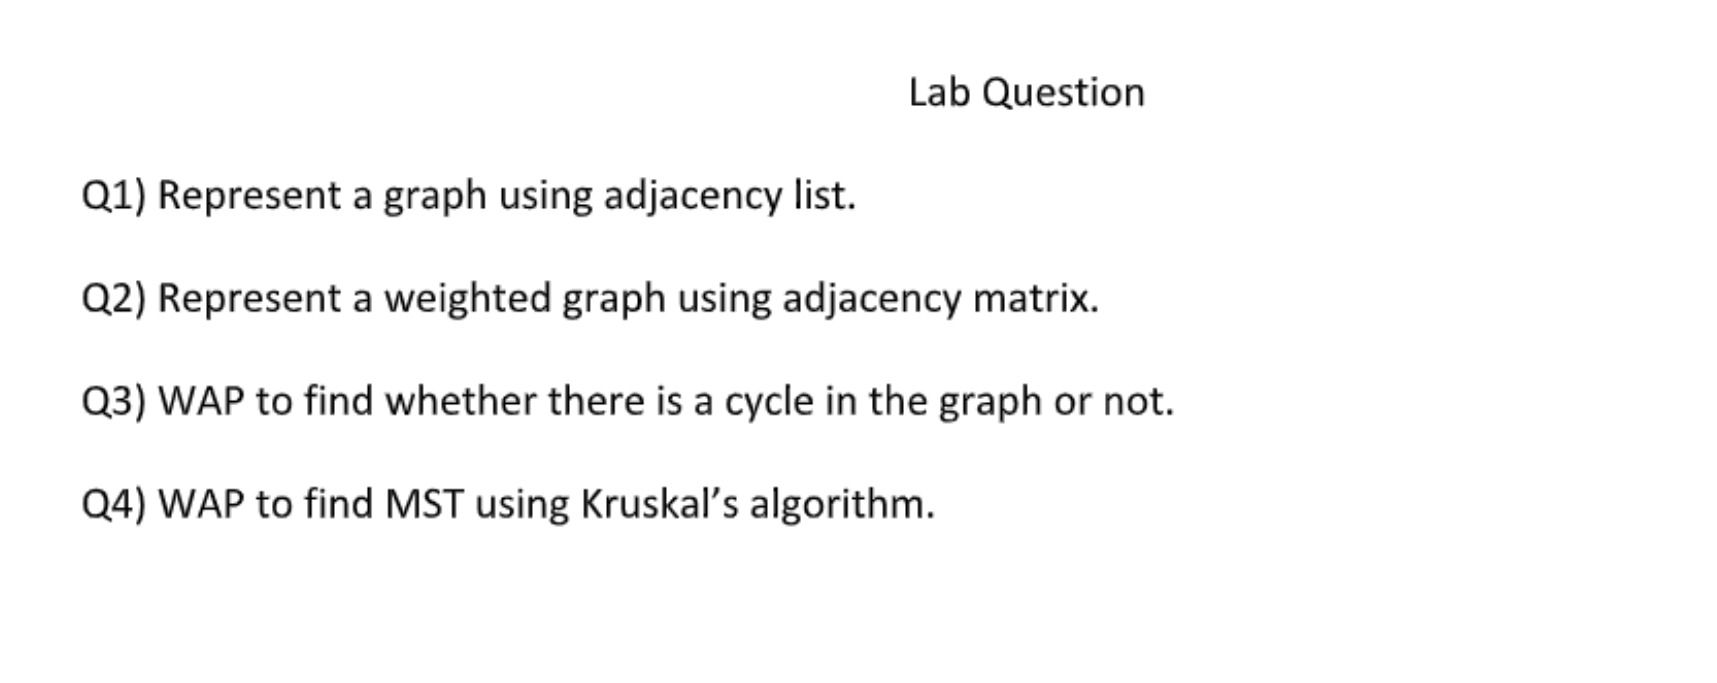 Lab Question
Q1) Represent a graph using adjacency list.
Q2) Represent a weighted graph using adjacency matrix.
Q3) WAP to find whether there is a cycle in the graph or not.
Q4) WAP to find MST using Kruskal’s algorithm.